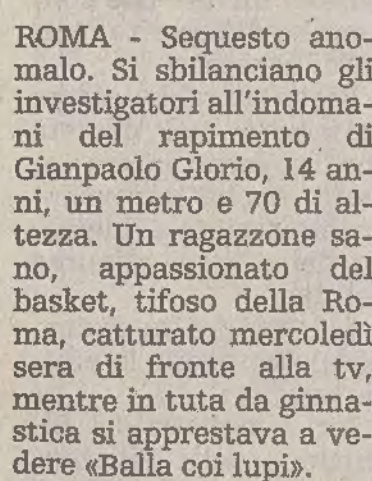 ROMA - Sequesto ano-
malo. Si sbilanciano gli
investigatori all'indoma-
ni del rapimento di
Gianpaolo Glorio, 14 an-
ni, un metro e 70 di al-
tezza. Un ragazzone sa-
no, appassionato del
basket, tifoso della Ro-
ma, catturato mercoledì
sera di fronte alla tv,
mentre in tuta da ginna-
stica si apprestava a ve-
dere «Balla coi lupi».